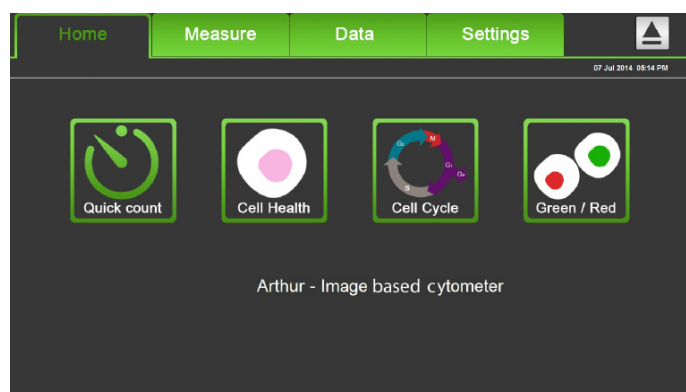 Home Measure Data Settings
07 Jul 2014 05:14 PM
Quick count Cell Health Cell Cycle Green / Red
M
G₁
S
Arthur - Image based cytometer